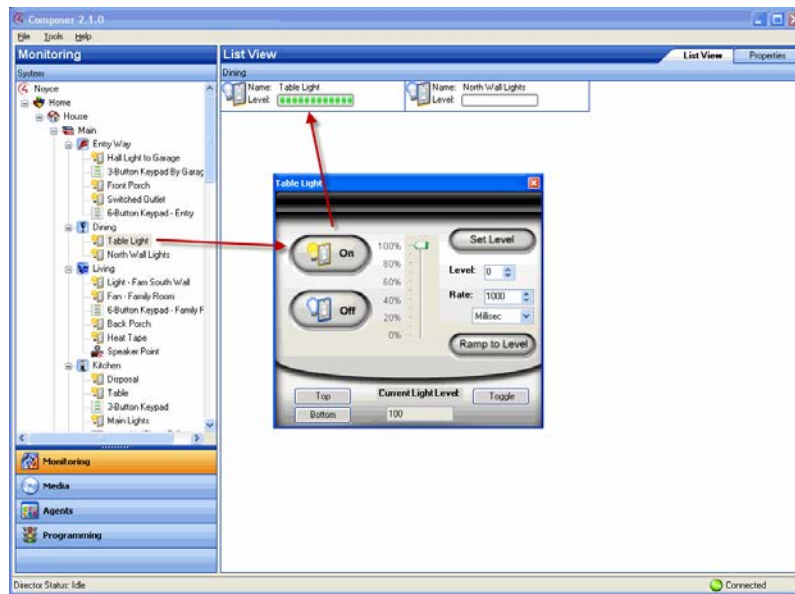 Composer 2.1.0
File Tools Help
Monitoring
List View
List View Properties
System
Dining
Noyce
Home
House
Main
Entry Way
Hall Light to Garage
3-Button Keypad By Garag
Front Porch
Switched Outlet
6-Button Keypad - Entry
Dining
Table Light
North Wall Lights
Living
Light - Fam South Wall
Fan - Family Room
6-Button Keypad - Family F
Back Porch
Heat Tape
Speaker Point
Kitchen
Disposal
Table
3-Button Keypad
Main Lights
Monitoring
Media
Agents
Programming
Name: Table Light
Level:
Name: North Wall Lights
Level:
Table Light
On
Off
100%
80%
60%
40%
20%
0%
Set Level
Level: 0
Rate: 1000
Millisec
Ramp to Level
Top
Bottom
Current Light Level:
100
Toggle
Director Status: Idle
Connected